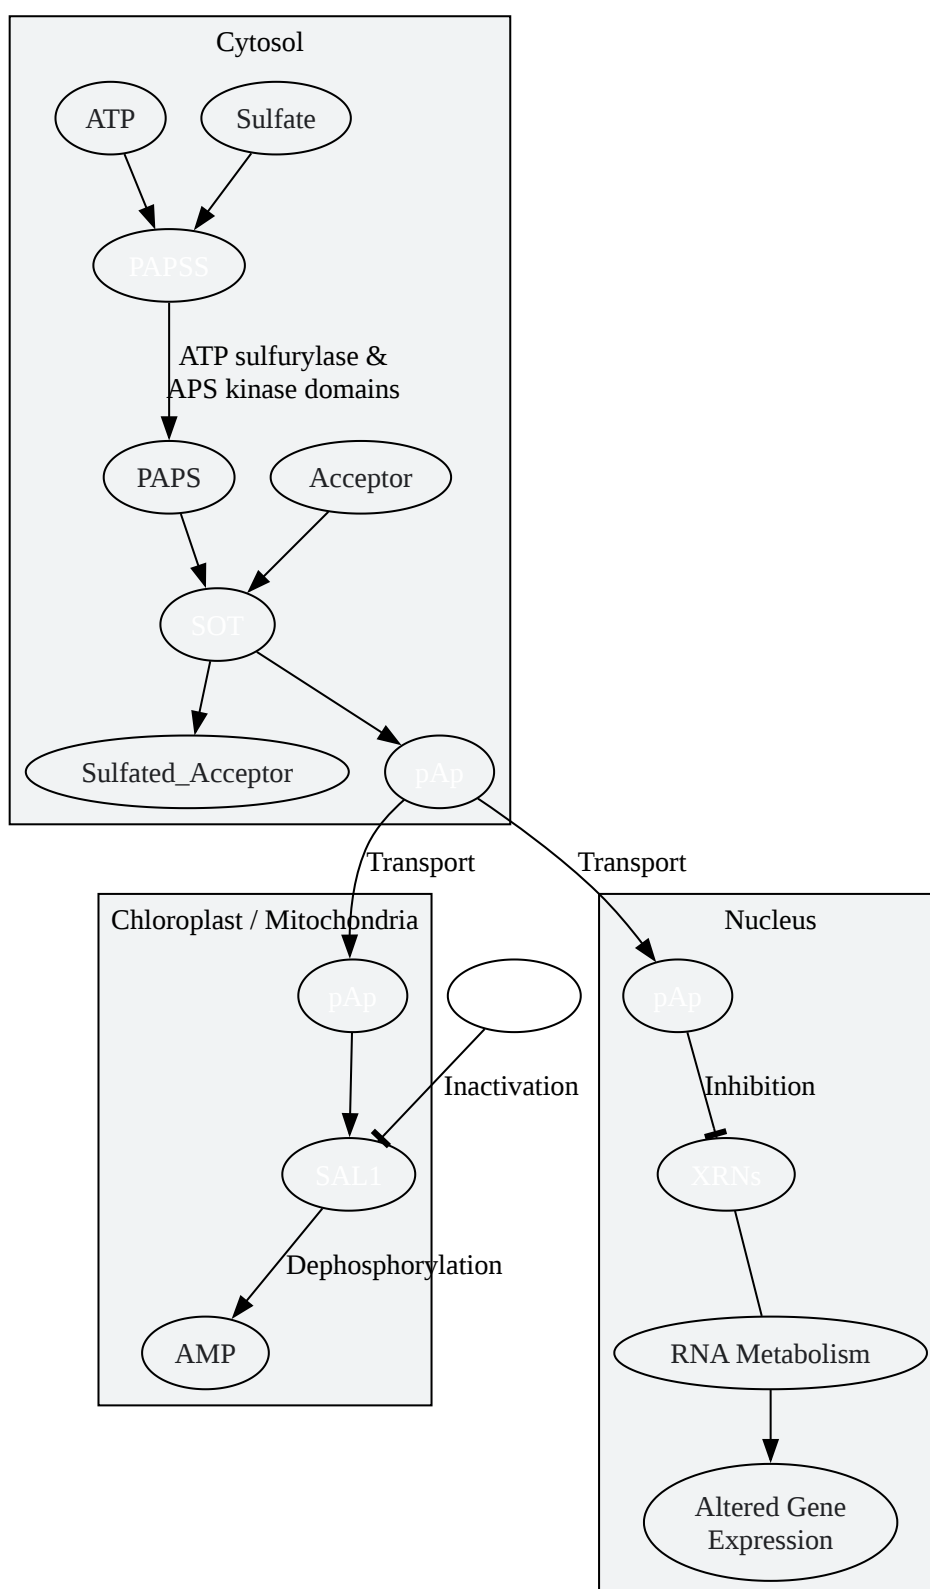 Cytosol
ATP
Sulfate
PAPSS
ATP sulfurylase &
APS kinase domains
PAPS
Acceptor
SOT
Sulfated_Acceptor
pAp
Transport
Transport
Chloroplast / Mitochondria
Nucleus
pAp
pAp
Inactivation
Inhibition
SAL1
XRNs
Dephosphorylation
AMP
RNA Metabolism
Altered Gene
Expression